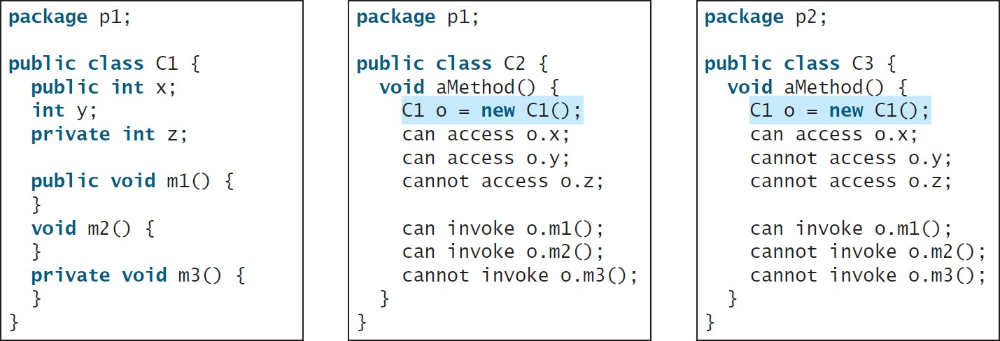 package p1;
public class C1 {
public int x;
int y;
private int z;
public void m1() {
}
void m2() {
}
private void m3() {
}
}
package p1;
public class C2 {
void aMethod() {
C1 o = new C1();
can access o.x;
can access o.y;
cannot access o.z;
can invoke o.m1();
can invoke o.m2();
cannot invoke o.m3();
}
}
package p2;
public class C3 {
void aMethod() {
C1 o = new C1();
can access o.x;
cannot access o.y;
cannot access o.z;
can invoke o.m1();
cannot invoke o.m2();
cannot invoke o.m3();
}
}